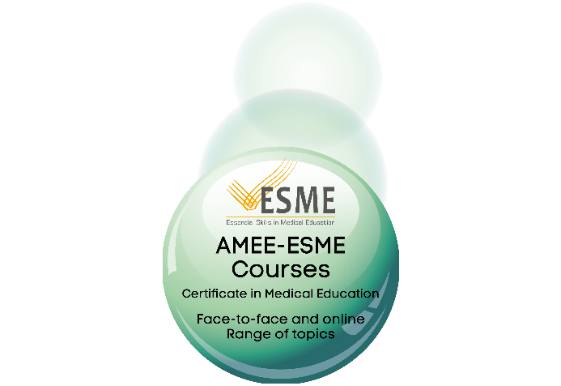 ESME
Essential Skills in Medical Education
AMEE-ESME
Courses
Certificate in Medical Education
Face-to-face and online
Range of topics